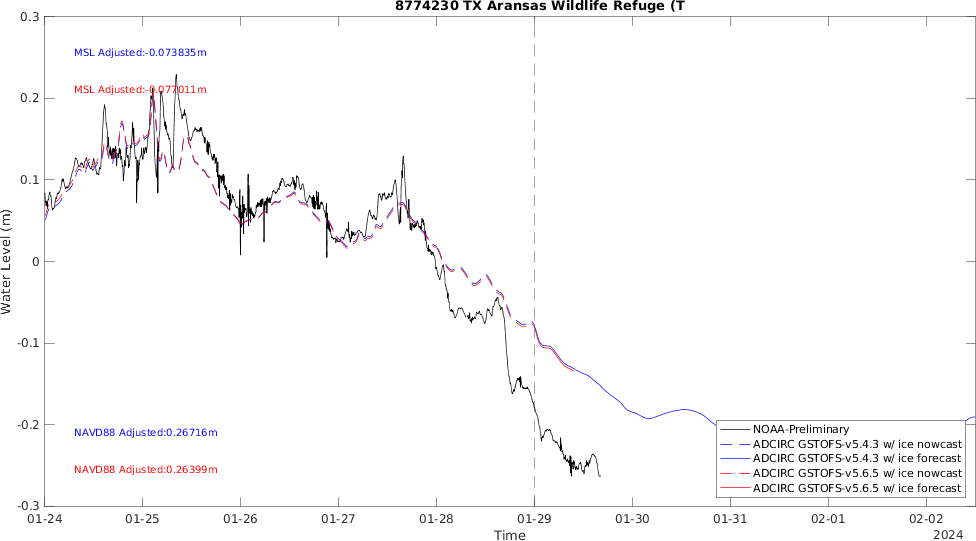 8774230 TX Aransas Wildlife Refuge (T
0.3
MSL Adjusted:-0.073835m
MSL Adjusted:-0.077011m
0.2
0.1
0
-0.1
-0.2
-0.3
Water Level (m)
NAVD88 Adjusted:0.26716m
NAVD88 Adjusted:0.26399m
NOAA-Preliminary
ADCIRC GSTOFS-v5.4.3 w/ ice nowcast
ADCIRC GSTOFS-v5.4.3 w/ ice forecast
ADCIRC GSTOFS-v5.6.5 w/ ice nowcast
ADCIRC GSTOFS-v5.6.5 w/ ice forecast
01-24 01-25 01-26 01-27 01-28 01-29 01-30 01-31 02-01 02-02
Time
2024